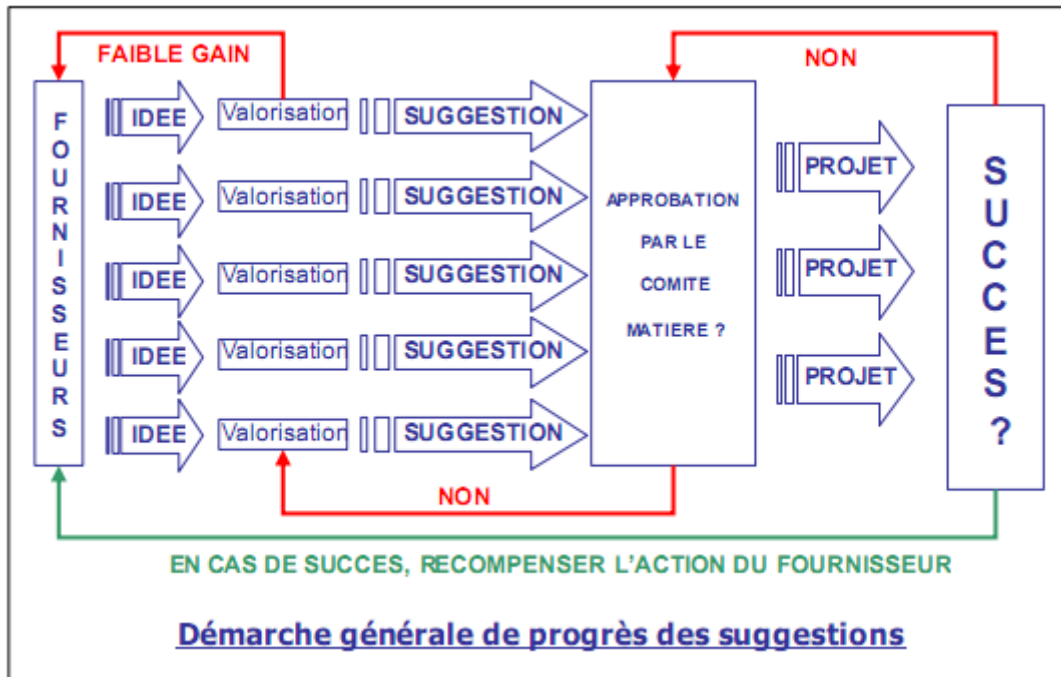 FAIBLE GAIN
NON
FOURNISSEURS
IDEE Valorisation SUGGESTION
IDEE Valorisation SUGGESTION
IDEE Valorisation SUGGESTION
IDEE Valorisation SUGGESTION
IDEE Valorisation SUGGESTION
APPROBATION
PAR LE
COMITE
MATIERE ?
PROJET
PROJET
PROJET
SUCCES ?
NON
EN CAS DE SUCCES, RECOMPENSER L'ACTION DU FOURNISSEUR
Démarche générale de progrès des suggestions